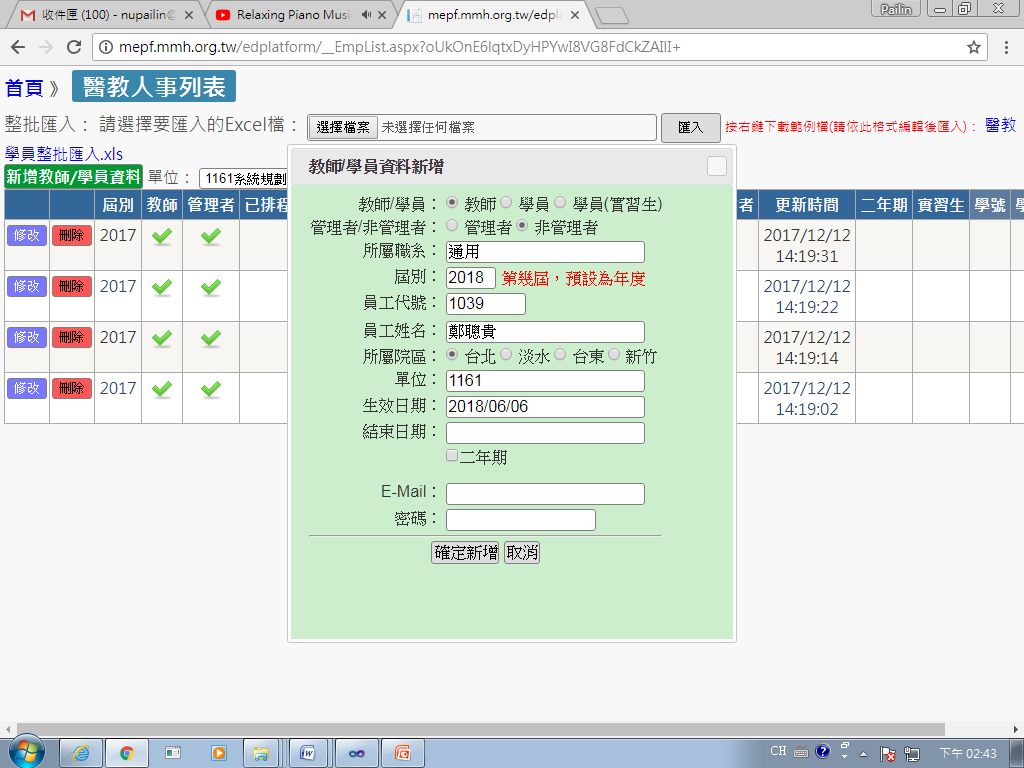 收件匣 (100) - nupailin@
Relaxing Piano Musi
mepf.mmh.org.tw/edpl
Pailin
mepf.mmh.org.tw/edplatform/__EmpList.aspx?oUkOnE6IqtxDyHPYwI8VG8FdCkZAIlI+
首頁 》 醫教人事列表
整批匯入： 請選擇要匯入的Excel檔： 選擇檔案 未選擇任何檔案 匯入 按右鍵下載範例檔(請依此格式編輯後匯入)： 醫教
學員整批匯入.xls
新增教師/學員資料 單位： 1161系統規劃
屆別 教師 管理者 已排程 者 更新時間 二年期 實習生 學號
修改 刪除 2017 2017/12/12 14:19:31
修改 刪除 2017 2017/12/12 14:19:22
修改 刪除 2017 2017/12/12 14:19:14
修改 刪除 2017 2017/12/12 14:19:02
教師/學員資料新增
教師/學員： 教師 學員 學員(實習生)
管理者/非管理者： 管理者 非管理者
所屬職系： 通用
屆別： 2018 第幾屆，預設為年度
員工代號： 1039
員工姓名： 鄭聰貴
所屬院區： 台北 淡水 台東 新竹
單位： 1161
生效日期： 2018/06/06
結束日期：
二年期
E-Mail：
密碼：
確定新增 取消
CH
下午 02:43